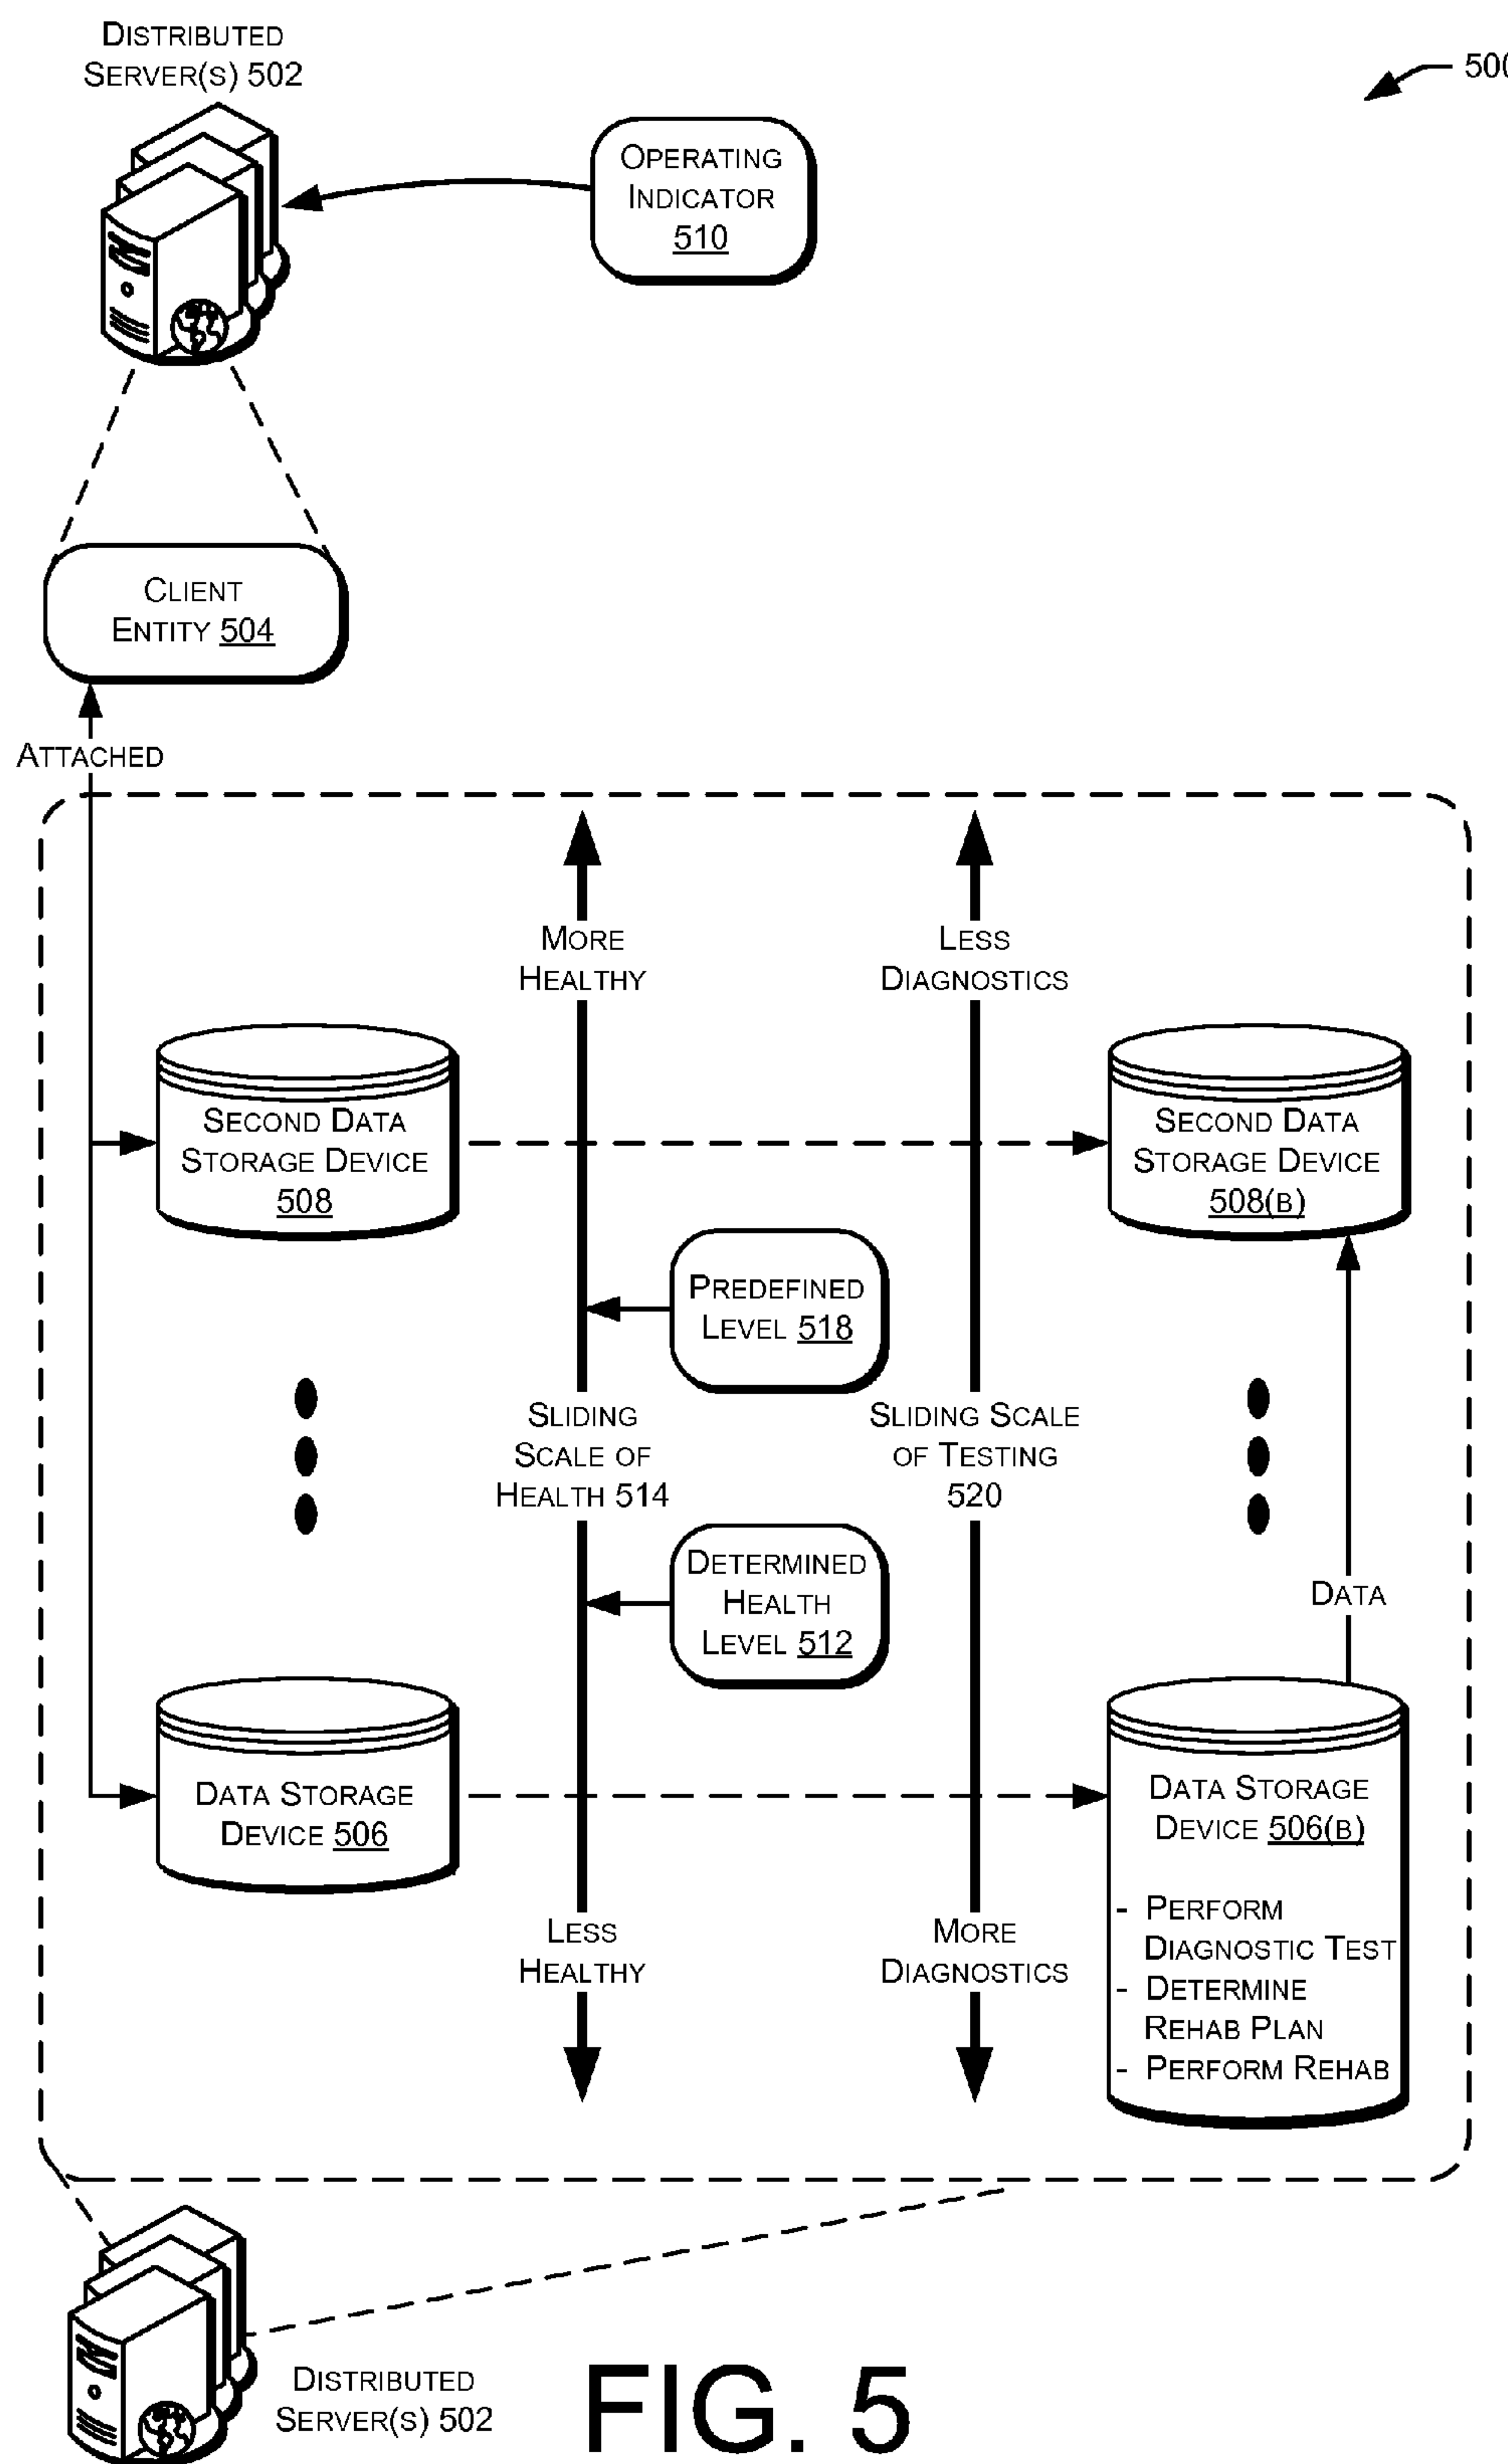 DISTRIBUTED
SERVER(S) 502
500
OPERATING
INDICATOR
510
CLIENT
ENTITY 504
ATTACHED
MORE
HEALTHY
LESS
DIAGNOSTICS
SECOND DATA
STORAGE DEVICE
508
SECOND DATA
STORAGE DEVICE
508(B)
PREDEFINED
LEVEL 518
SLIDING
SCALE OF
HEALTH 514
SLIDING SCALE
OF TESTING
520
DETERMINED
HEALTH
LEVEL 512
DATA
DATA STORAGE
DEVICE 506
DATA STORAGE
DEVICE 506(B)
- PERFORM
DIAGNOSTIC TEST
- DETERMINE
REHAB PLAN
- PERFORM REHAB
LESS
HEALTHY
MORE
DIAGNOSTICS
DISTRIBUTED
SERVER(S) 502
FIG. 5